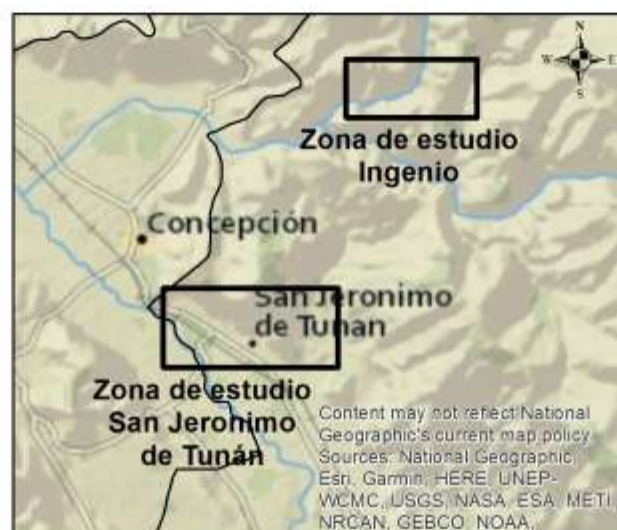 N
W E
S
Zona de estudio
Ingenio
Concepción
San Jeronimo
de Tunan
Zona de estudio
San Jeronimo
de Tunán
Content may not reflect National
Geographic's current map policy.
Sources: National Geographic,
Esri, Garmin, HERE, UNEP-
WCMC, USGS, NASA, ESA, METI,
NRCAN, GEBCO, NOAA,